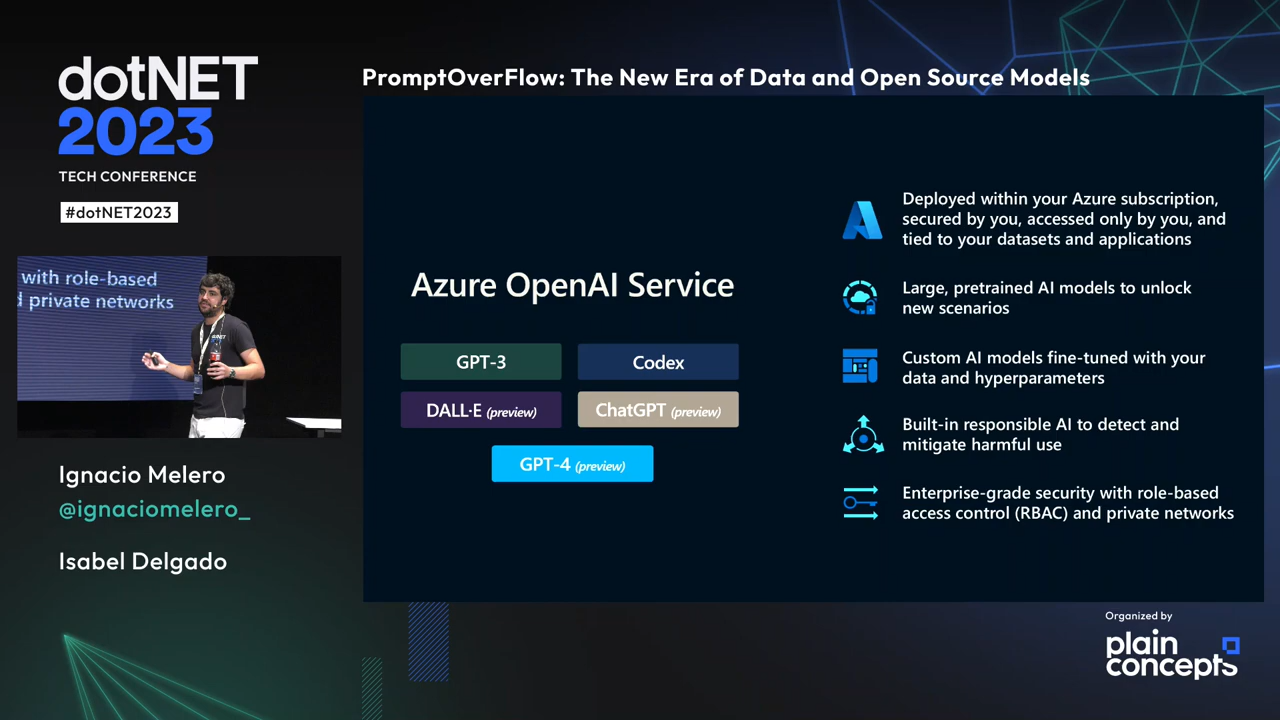 dotNET
2023
TECH CONFERENCE
#dotNET2023
PromptOverFlow: The New Era of Data and Open Source Models
with role-based
d private networks
Ignacio Melero
@ignaciomelero_
Isabel Delgado
Azure OpenAI Service
GPT-3
Codex
DALL·E (preview)
ChatGPT (preview)
GPT-4 (preview)
Deployed within your Azure subscription,
secured by you, accessed only by you, and
tied to your datasets and applications
Large, pretrained AI models to unlock
new scenarios
Custom AI models fine-tuned with your
data and hyperparameters
Built-in responsible AI to detect and
mitigate harmful use
Enterprise-grade security with role-based
access control (RBAC) and private networks
Organized by
plain
concepts